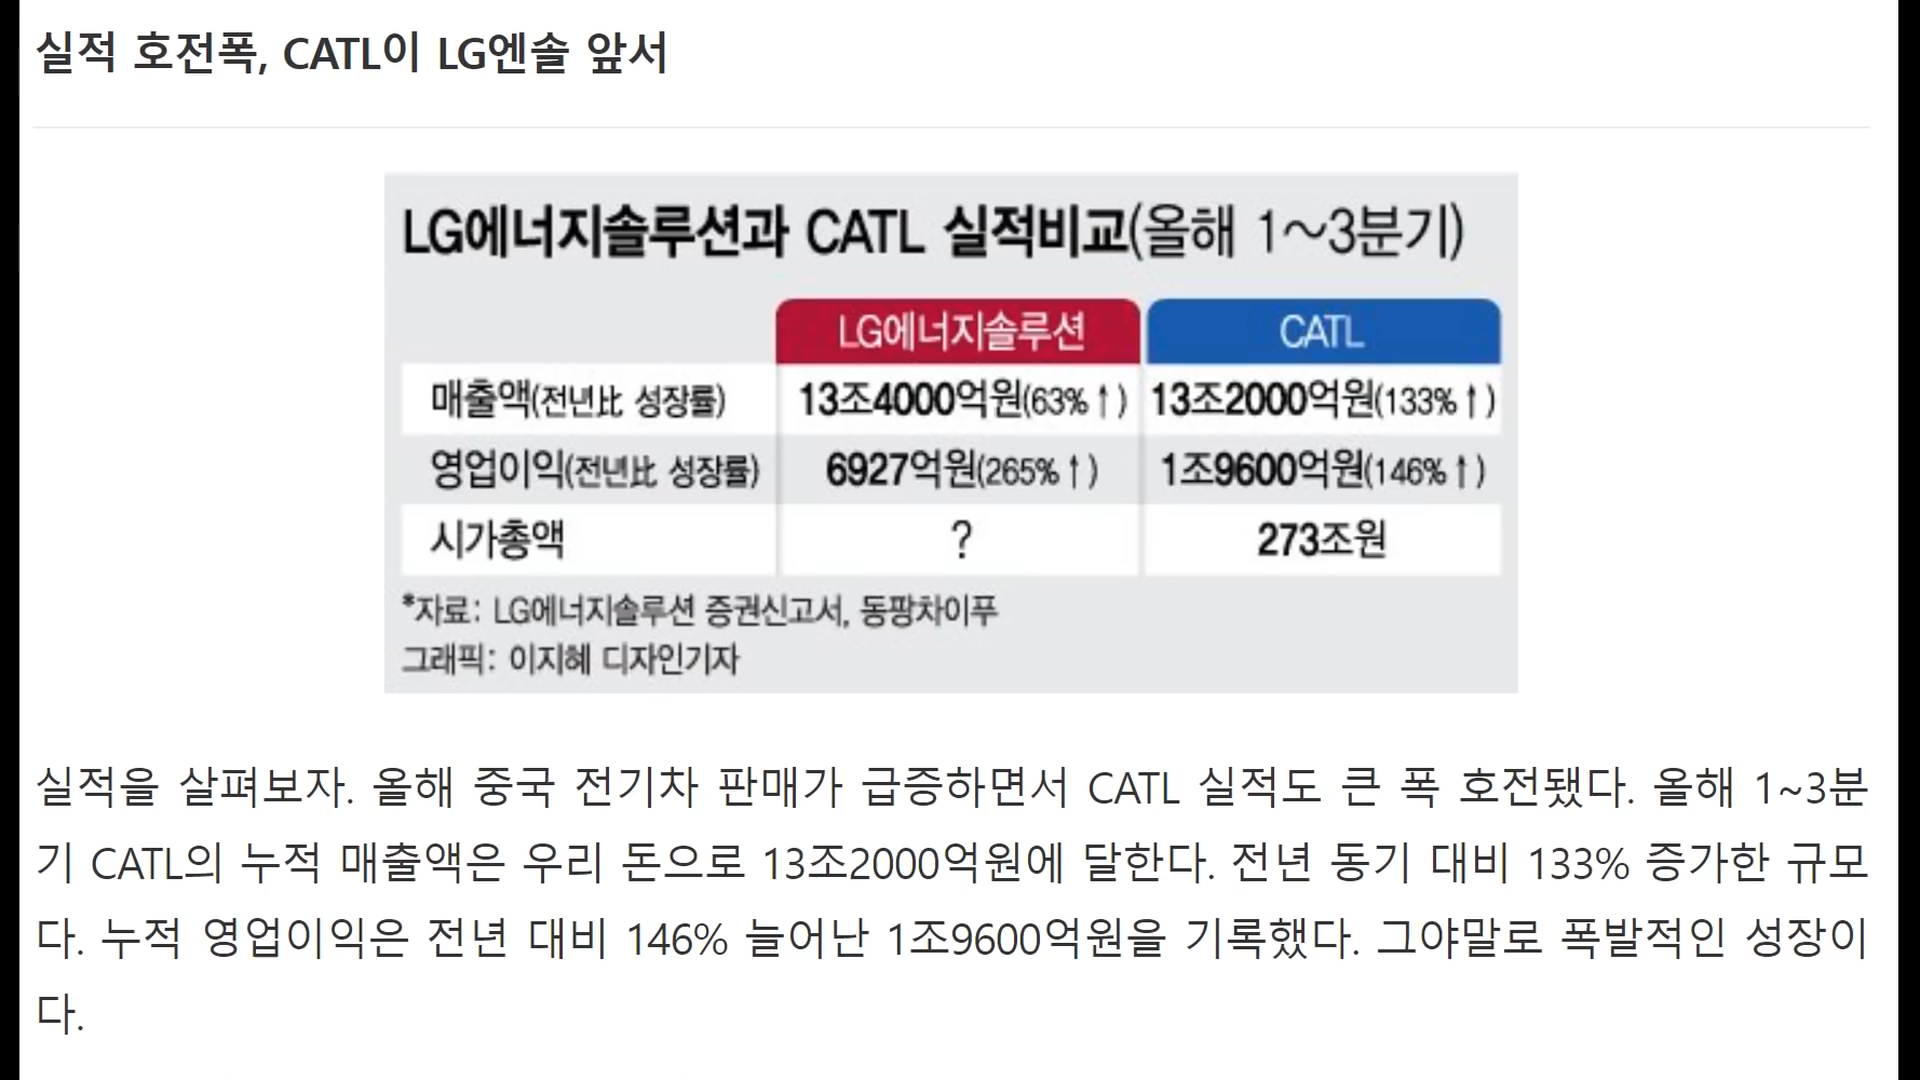 실적 호전폭, CATL이 LG엔솔 앞서
LG에너지솔루션과 CATL 실적비교(올해 1~3분기)
LG에너지솔루션 CATL
매출액(전년比 성장률) 13조4000억원(63%↑) 13조2000억원(133%↑)
영업이익(전년比 성장률) 6927억원(265%↑) 1조9600억원(146%↑)
시가총액 ? 273조원
*자료: LG에너지솔루션 증권신고서, 동팡차이푸
그래픽: 이지혜 디자인기자
실적을 살펴보자. 올해 중국 전기차 판매가 급증하면서 CATL 실적도 큰 폭 호전됐다. 올해 1~3분
기 CATL의 누적 매출액은 우리 돈으로 13조2000억원에 달한다. 전년 동기 대비 133% 증가한 규모
다. 누적 영업이익은 전년 대비 146% 늘어난 1조9600억원을 기록했다. 그야말로 폭발적인 성장이
다.